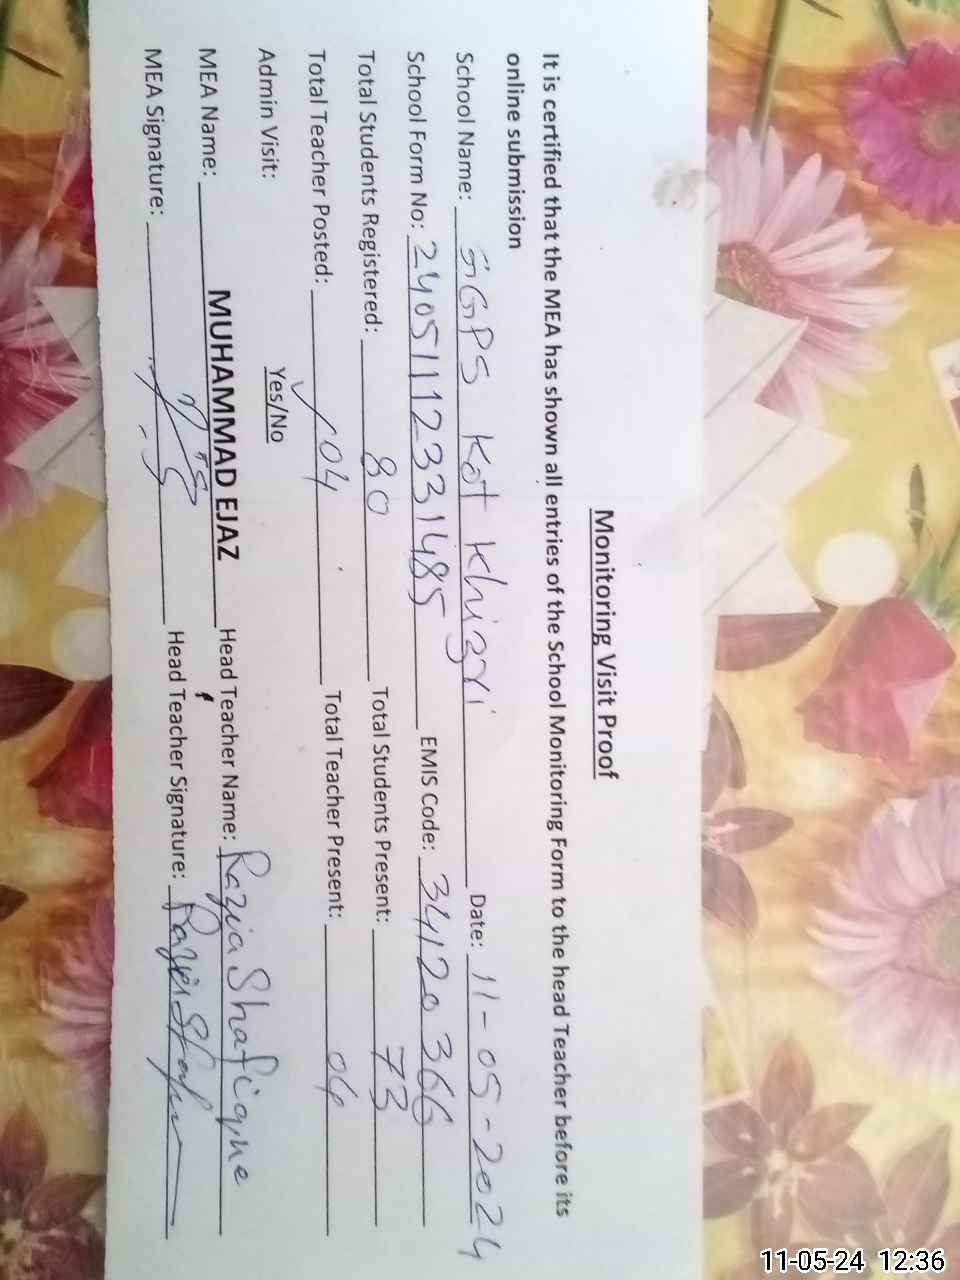 Monitoring Visit Proof
It is certified that the MEA has shown all entries of the School Monitoring Form to the head Teacher before its
online submission
School Name: GGPS Kot Khizri Date: 11-05-2024
School Form No: 240511123314​85 EMIS Code: 34120366
Total Students Registered: 80 Total Students Present: 73
Total Teacher Posted: 04 Total Teacher Present: 04
Admin Visit: Yes/No
MEA Name: MUHAMMAD EJAZ Head Teacher Name: Razia Shafique
MEA Signature: Head Teacher Signature: Razia
11-05-24 12:36